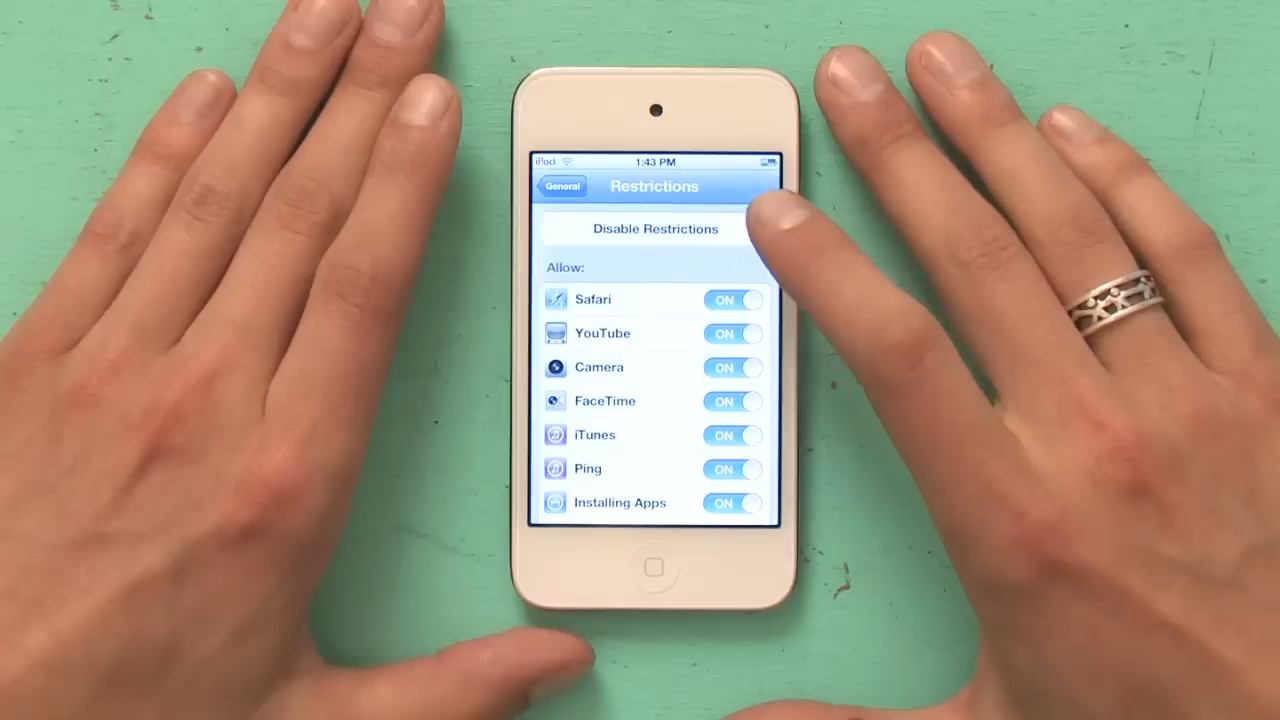 iPod 1:43 PM
General Restrictions
Disable Restrictions
Allow:
Safari ON
YouTube ON
Camera ON
FaceTime ON
iTunes ON
Ping ON
Installing Apps ON